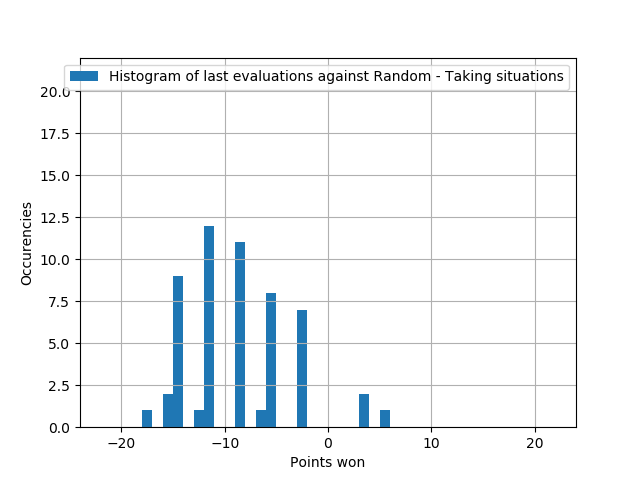 Histogram of last evaluations against Random - Taking situations
20.0
17.5
15.0
12.5
10.0
7.5
5.0
2.5
0.0
Occurencies
−20 −10 0 10 20
Points won